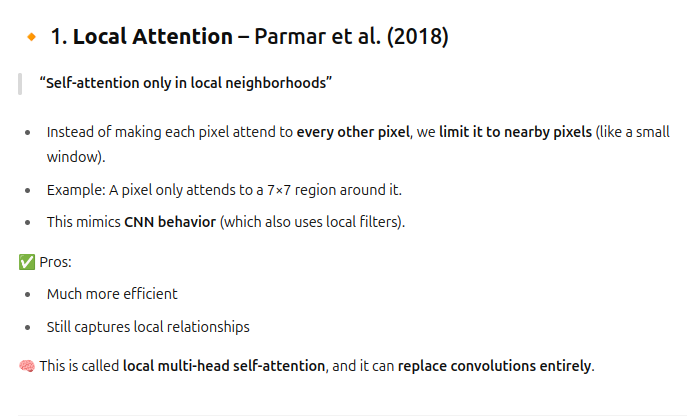 🔸 1. Local Attention – Parmar et al. (2018)
“Self-attention only in local neighborhoods”
• Instead of making each pixel attend to every other pixel, we limit it to nearby pixels (like a small
window).
• Example: A pixel only attends to a 7×7 region around it.
• This mimics CNN behavior (which also uses local filters).
✅ Pros:
• Much more efficient
• Still captures local relationships
🧠 This is called local multi-head self-attention, and it can replace convolutions entirely.